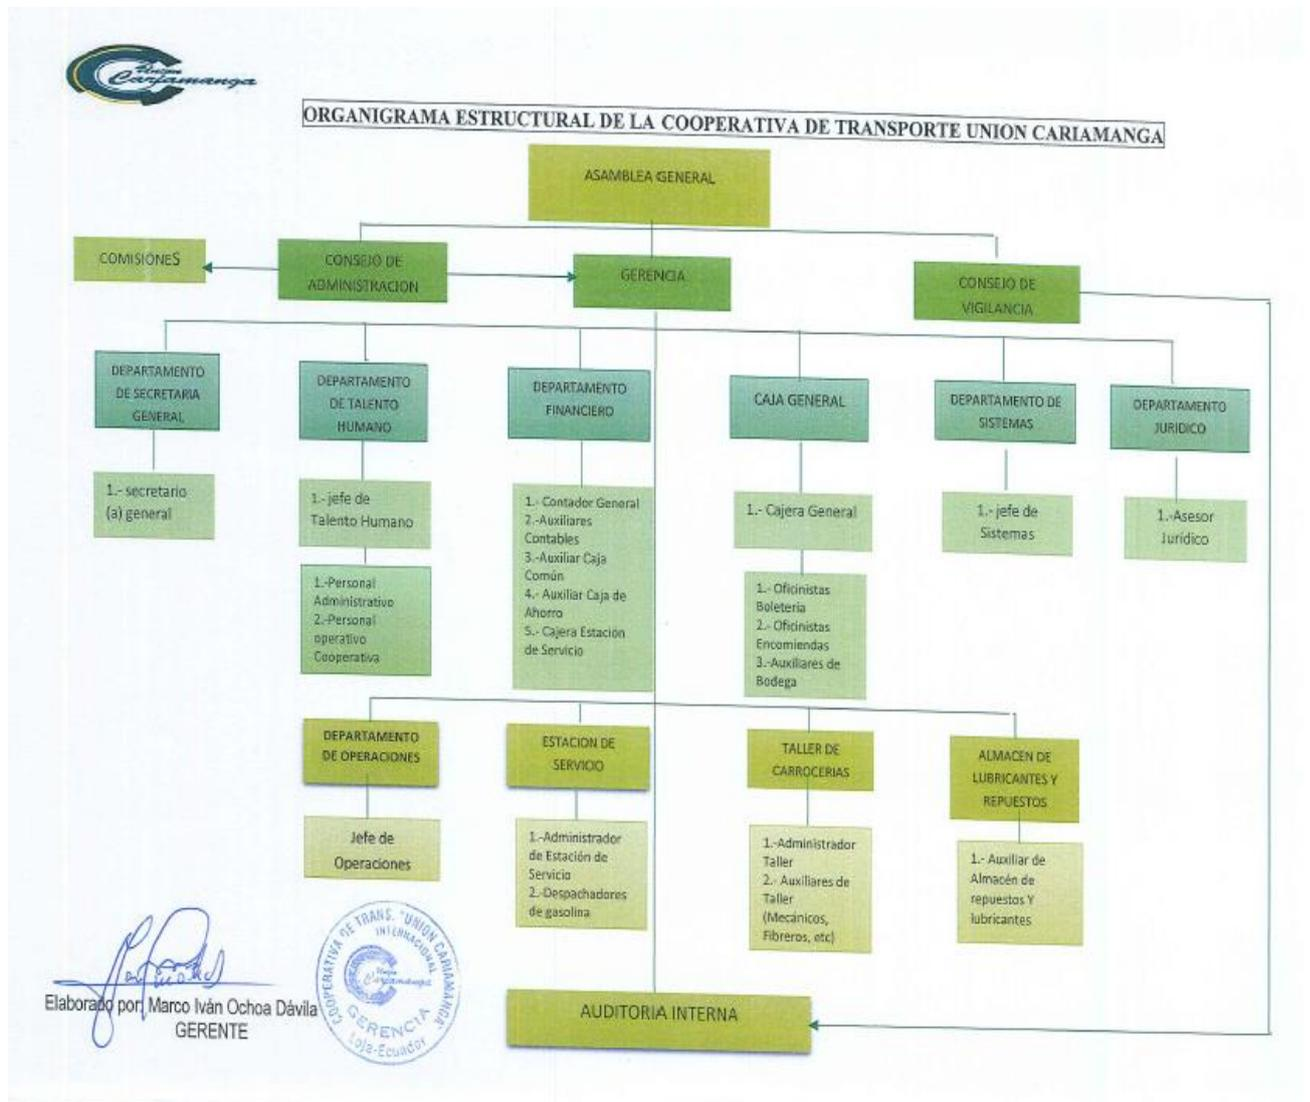 Union
Cariamanga
ORGANIGRAMA ESTRUCTURAL DE LA COOPERATIVA DE TRANSPORTE UNION CARIAMANGA
ASAMBLEA GENERAL
COMISIONES
CONSEJO DE
ADMINISTRACION
GERENCIA
CONSEJO DE
VIGILANCIA
DEPARTAMENTO
DE SECRETARIA
GENERAL
DEPARTAMENTO
DE TALENTO
HUMANO
DEPARTAMENTO
FINANCIERO
CAJA GENERAL
DEPARTAMENTO DE
SISTEMAS
DEPARTAMENTO
JURIDICO
1.- secretario
(a) general
1.- jefe de
Talento Humano
1.-Personal
Administrativo
2.-Personal
operativo
Cooperativa
1.- Contador General
2.-Auxiliares
Contables
3.-Auxiliar Caja
Común
4.- Auxiliar Caja de
Ahorro
5.- Cajera Estación
de Servicio
1.- Cajera General
1.- Oficinistas
Boleteria
2.- Oficinistas
Encomiendas
3.-Auxiliares de
Bodega
1.- jefe de
Sistemas
1.-Asesor
Jurídico
DEPARTAMENTO
DE OPERACIONES
ESTACION DE
SERVICIO
TALLER DE
CARROCERIAS
ALMACEN DE
LUBRICANTES Y
REPUESTOS
Jefe de
Operaciones
1.-Administrador
de Estación de
Servicio
2.-Despachadores
de gasolina
1.-Administrador
Taller
2.- Auxiliares de
Taller
(Mecánicos,
Fibreros, etc)
1.- Auxiliar de
Almacén de
repuestos Y
lubricantes
AUDITORIA INTERNA
Elaborado por: Marco Iván Ochoa Dávila
GERENTE
COOPERATIVA DE TRANS. "UNION CARIAMANGA"
INTERNACIONAL
Union
Cariamanga
GERENCIA
Loja-Ecuador